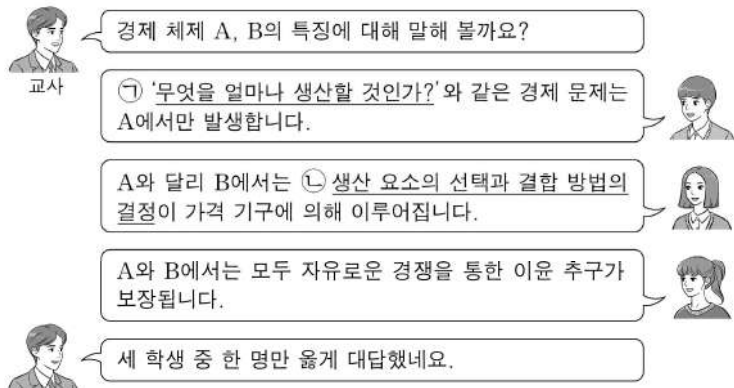 경제 체제 A, B의 특징에 대해 말해 볼까요?
교사
㉠ ‘무엇을 얼마나 생산할 것인가?’와 같은 경제 문제는
A에서만 발생합니다.
A와 달리 B에서는 ㉡ 생산 요소의 선택과 결합 방법의
결정이 가격 기구에 의해 이루어집니다.
A와 B에서는 모두 자유로운 경쟁을 통한 이윤 추구가
보장됩니다.
세 학생 중 한 명만 옳게 대답했네요.